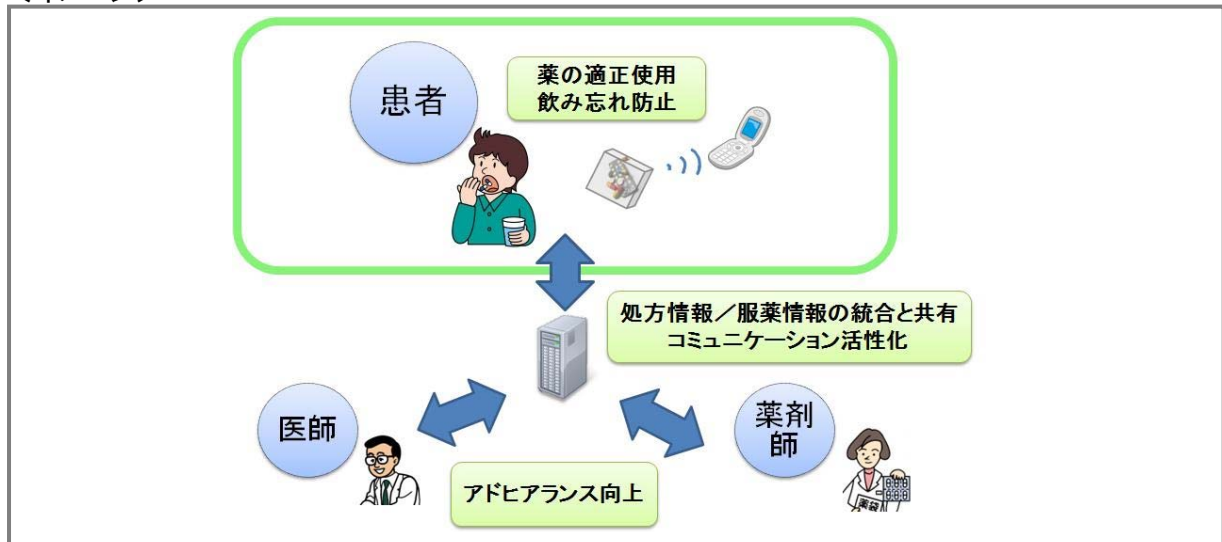 患者
薬の適正使用
飲み忘れ防止
処方情報／服薬情報の統合と共有
コミュニケーション活性化
医師
薬剤
師
薬袋
アドヒアランス向上